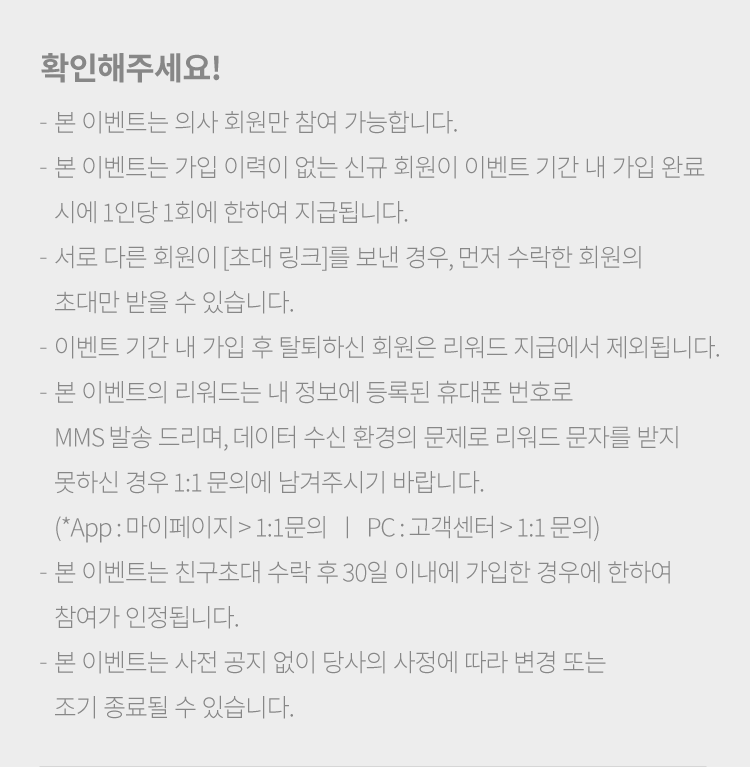 확인해주세요!
- 본 이벤트는 의사 회원만 참여 가능합니다.
- 본 이벤트는 가입 이력이 없는 신규 회원이 이벤트 기간 내 가입 완료
시에 1인당 1회에 한하여 지급됩니다.
- 서로 다른 회원이 [초대 링크]를 보낸 경우, 먼저 수락한 회원의
초대만 받을 수 있습니다.
- 이벤트 기간 내 가입 후 탈퇴하신 회원은 리워드 지급에서 제외됩니다.
- 본 이벤트의 리워드는 내 정보에 등록된 휴대폰 번호로
MMS 발송 드리며, 데이터 수신 환경의 문제로 리워드 문자를 받지
못하신 경우 1:1 문의에 남겨주시기 바랍니다.
(*App : 마이페이지 > 1:1문의 ㅣ PC : 고객센터 > 1:1 문의)
- 본 이벤트는 친구초대 수락 후 30일 이내에 가입한 경우에 한하여
참여가 인정됩니다.
- 본 이벤트는 사전 공지 없이 당사의 사정에 따라 변경 또는
조기 종료될 수 있습니다.